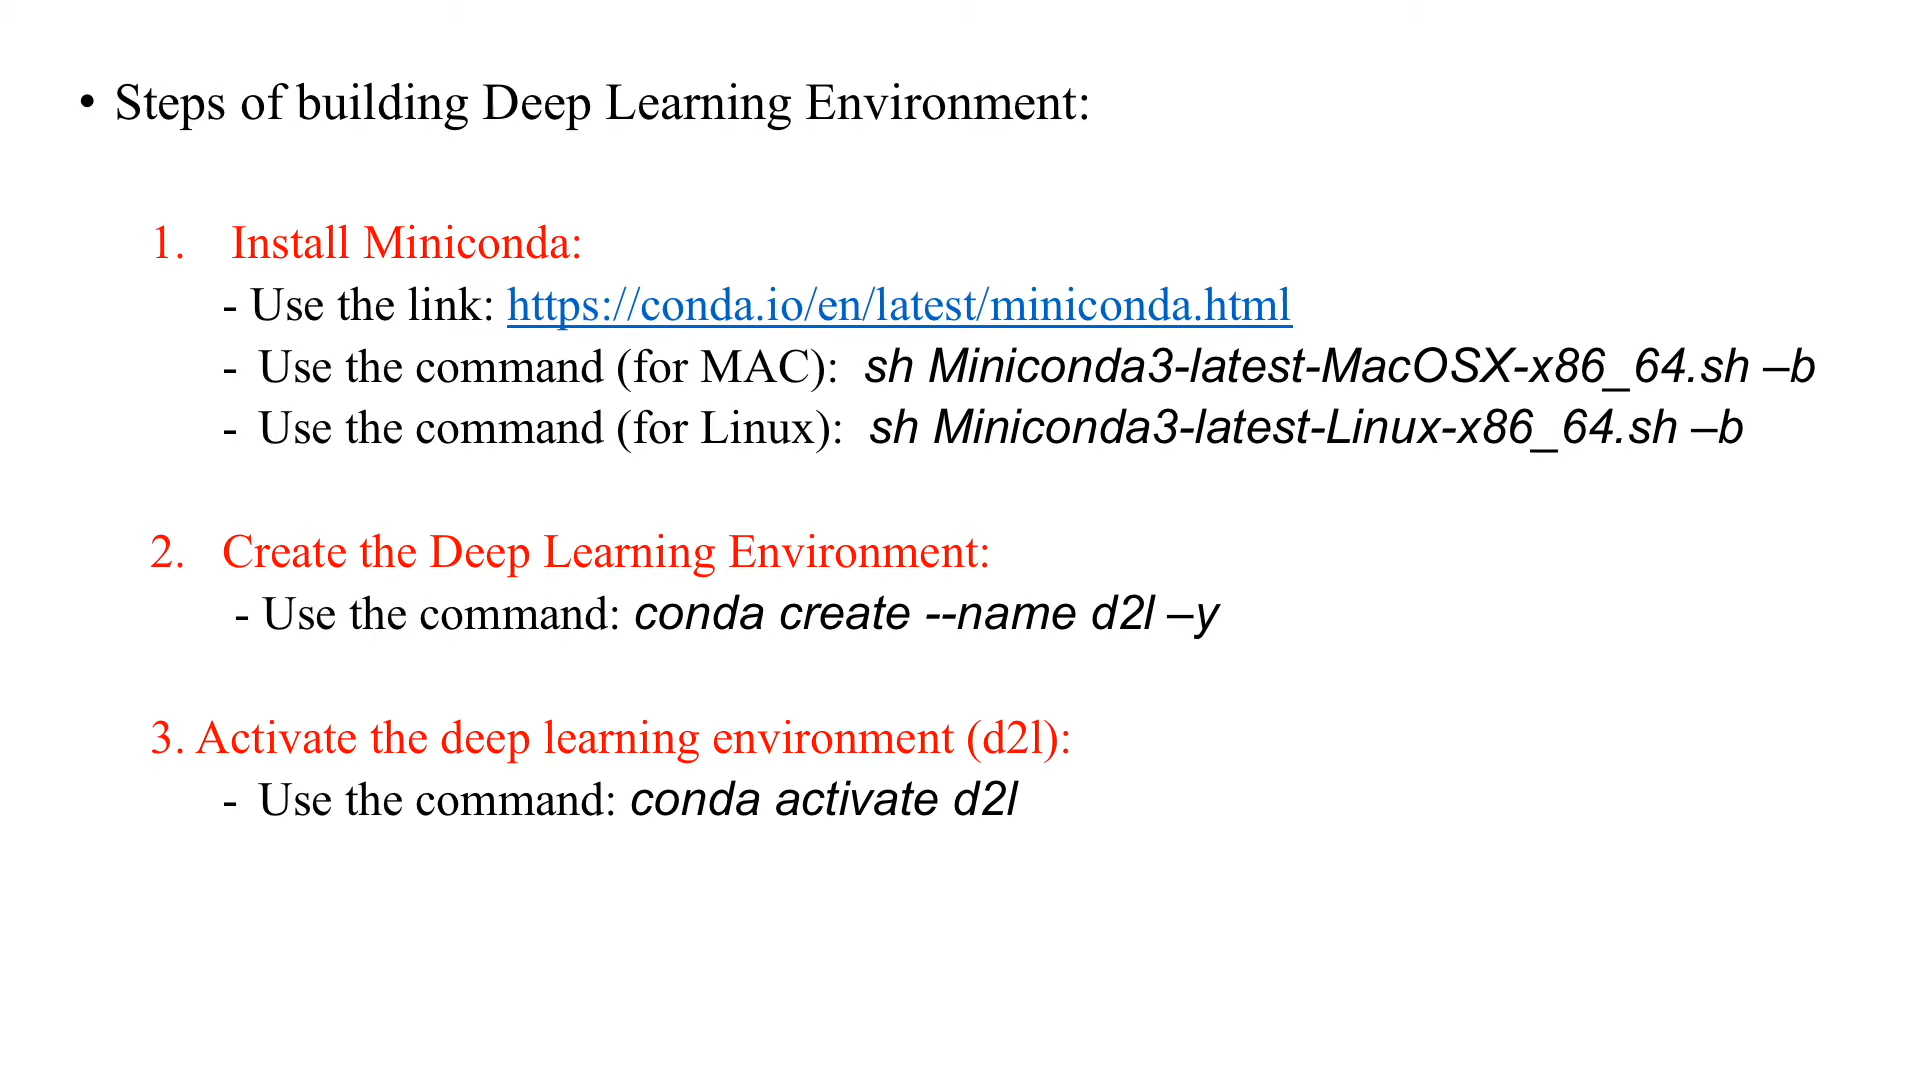 • Steps of building Deep Learning Environment:
1. Install Miniconda:
- Use the link: https://conda.io/en/latest/miniconda.html
- Use the command (for MAC): sh Miniconda3-latest-MacOSX-x86_64.sh –b
- Use the command (for Linux): sh Miniconda3-latest-Linux-x86_64.sh –b
2. Create the Deep Learning Environment:
- Use the command: conda create --name d2l –y
3. Activate the deep learning environment (d2l):
- Use the command: conda activate d2l